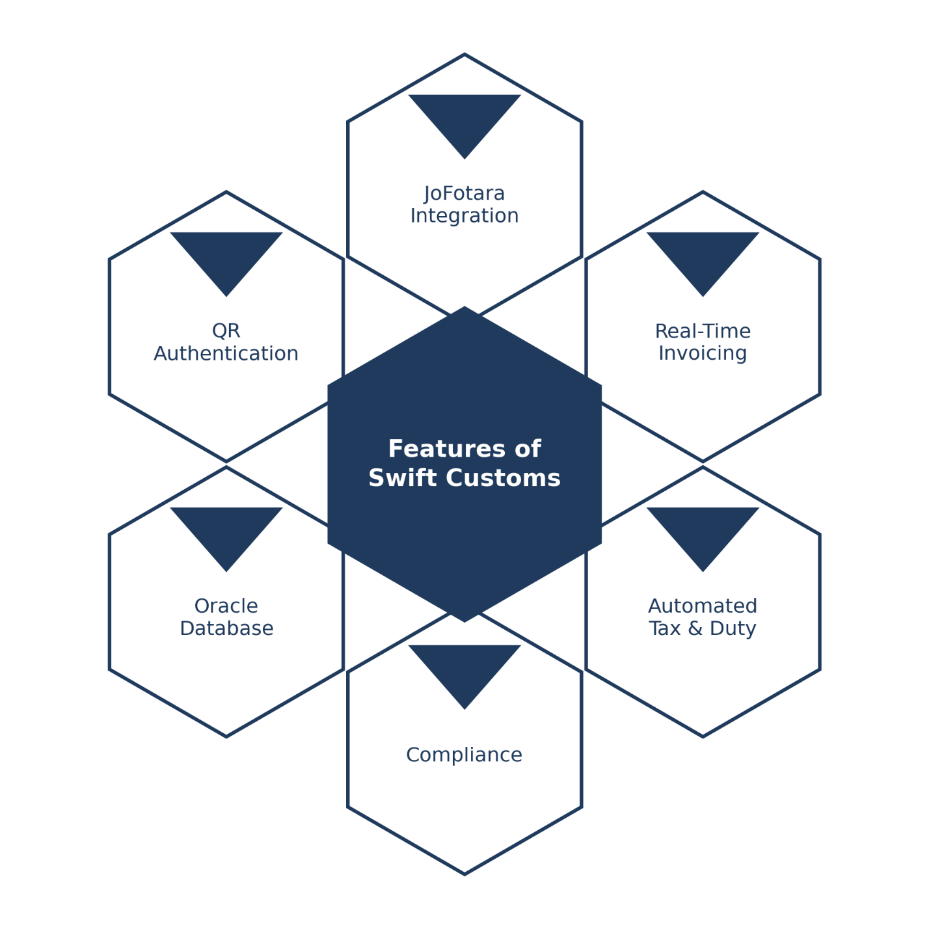 JoFotara
Integration
QR
Authentication
Real-Time
Invoicing
Features of
Swift Customs
Oracle
Database
Automated
Tax & Duty
Compliance